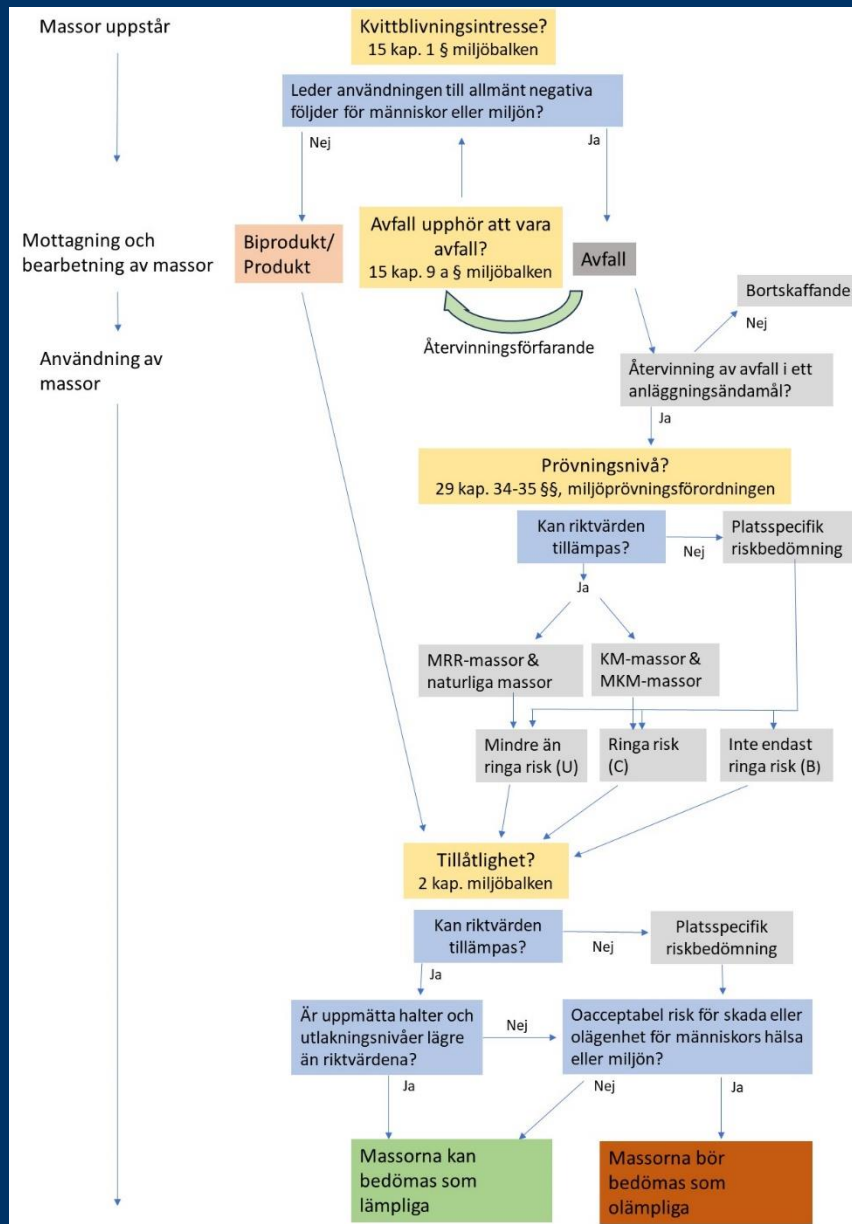 Massor uppstår
Kvittblivningsintresse?
15 kap. 1 § miljöbalken
Leder användningen till allmänt negativa
följder för människor eller miljön?
Nej
Ja
Mottagning och
bearbetning av massor
Biprodukt/
Produkt
Avfall upphör att vara
avfall?
15 kap. 9 a § miljöbalken
Avfall
Bortskaffande
Nej
Återvinningsförfarande
Användning av
massor
Återvinning av avfall i ett
anläggningsändamål?
Ja
Prövningsnivå?
29 kap. 34-35 §§, miljöprövningsförordningen
Kan riktvärden
tillämpas?
Nej
Platsspecifik
riskbedömning
Ja
MRR-massor &
naturliga massor
KM-massor &
MKM-massor
Mindre än
ringa risk (U)
Ringa risk
(C)
Inte endast
ringa risk (B)
Tillåtlighet?
2 kap. miljöbalken
Kan riktvärden
tillämpas?
Nej
Platsspecifik
riskbedömning
Ja
Är uppmätta halter och
utlakningsnivåer lägre
än riktvärdena?
Nej
Oacceptabel risk för skada eller
olägenhet för människors hälsa
eller miljön?
Ja
Nej
Ja
Massorna kan
bedömas som
lämpliga
Massorna bör
bedömas som
olämpliga